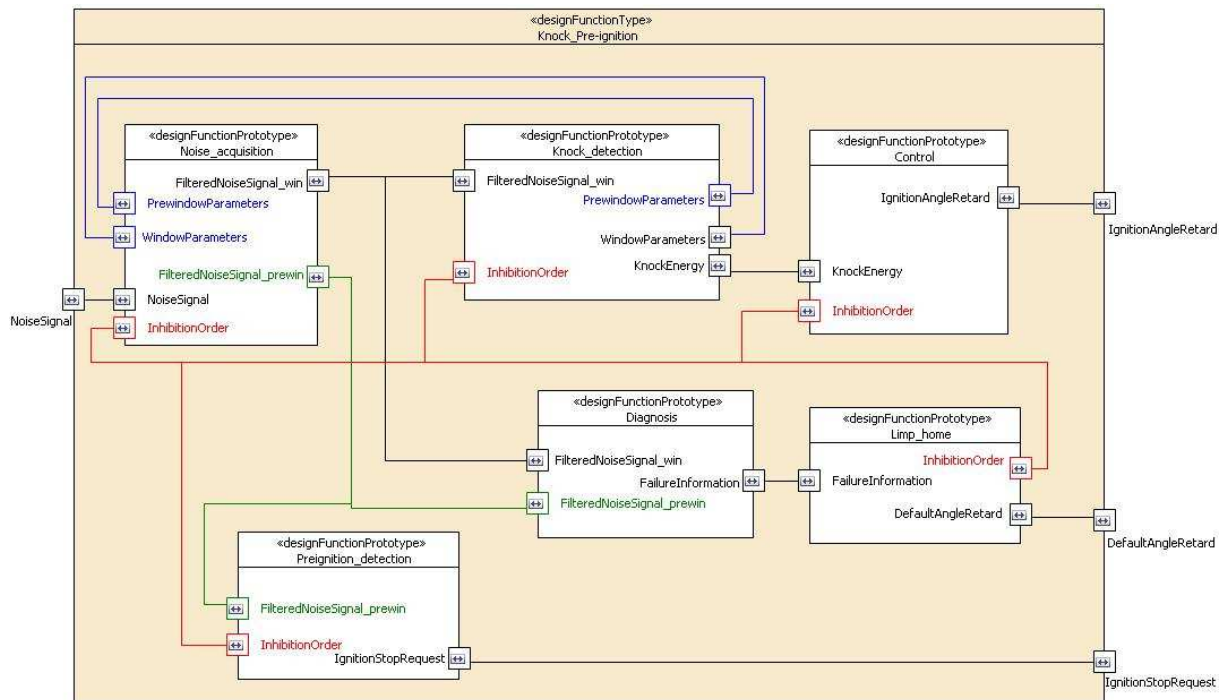 «designFunctionType»
Knock_Pre-ignition
«designFunctionPrototype»
Noise_acquisition
FilteredNoiseSignal_win
PrewindowParameters
WindowParameters
FilteredNoiseSignal_prewin
NoiseSignal
InhibitionOrder
NoiseSignal
«designFunctionPrototype»
Knock_detection
FilteredNoiseSignal_win
PrewindowParameters
WindowParameters
KnockEnergy
InhibitionOrder
«designFunctionPrototype»
Control
IgnitionAngleRetard
KnockEnergy
InhibitionOrder
IgnitionAngleRetard
«designFunctionPrototype»
Diagnosis
FilteredNoiseSignal_win
FailureInformation
FilteredNoiseSignal_prewin
«designFunctionPrototype»
Limp_home
InhibitionOrder
FailureInformation
DefaultAngleRetard
DefaultAngleRetard
«designFunctionPrototype»
Preignition_detection
FilteredNoiseSignal_prewin
InhibitionOrder
IgnitionStopRequest
IgnitionStopRequest